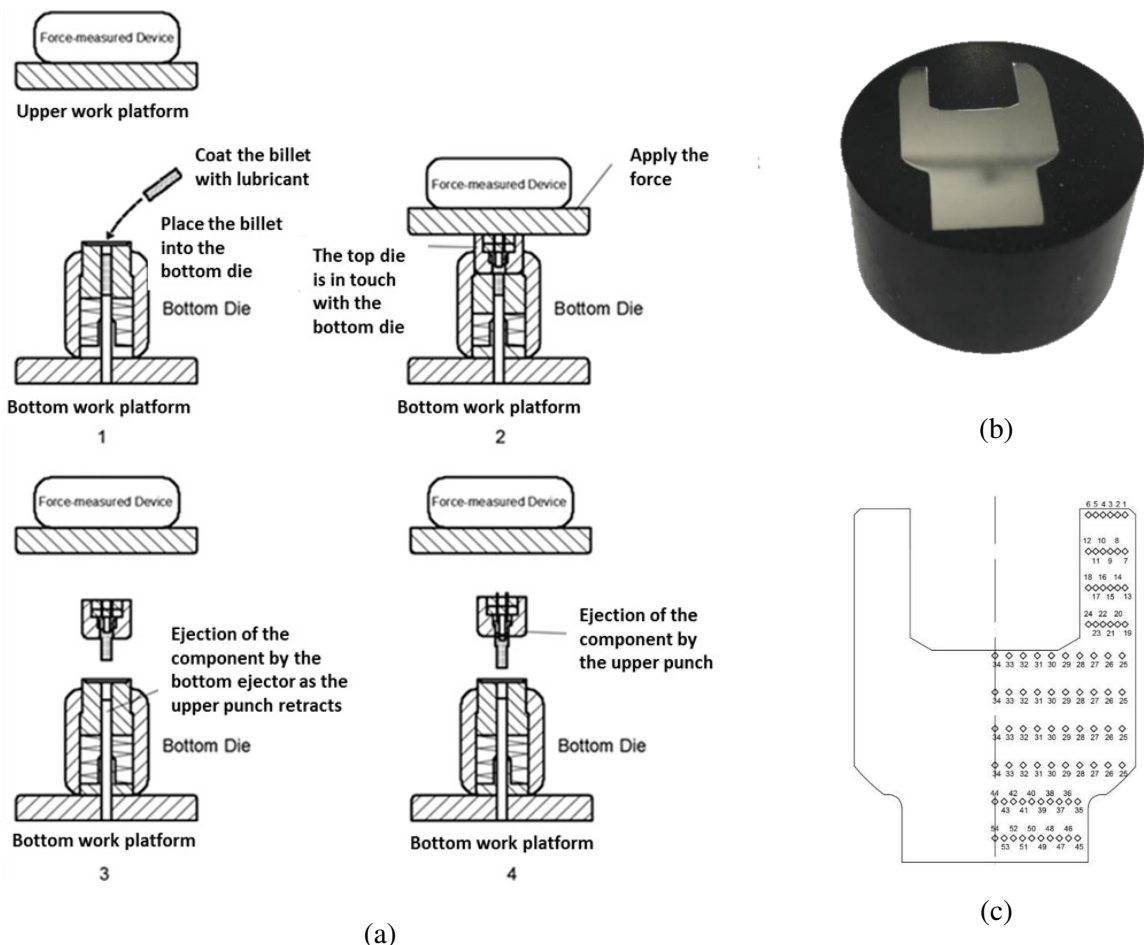 Force-measured Device
Upper work platform
Coat the billet
with lubricant
Place the billet
into the
bottom die
Bottom Die
Bottom work platform
1
Force-measured Device
Apply the
force
The top die
is in touch
with the
bottom die
Bottom Die
Bottom work platform
2
Force-measured Device
Ejection of the
component by the
bottom ejector as the
upper punch retracts
Bottom Die
Bottom work platform
3
Force-measured Device
Ejection of the
component by
the upper punch
Bottom Die
Bottom work platform
4
(a)
(b)
6 5 4 3 2 1
12 10 8
11 9 7
18 16 14
17 15 13
24 22 20
23 21 19
34 33 32 31 30 29 28 27 26 25
34 33 32 31 30 29 28 27 26 25
34 33 32 31 30 29 28 27 26 25
34 33 32 31 30 29 28 27 26 25
44 42 40 38 36
43 41 39 37 35
54 52 50 48 46
53 51 49 47 45
(c)